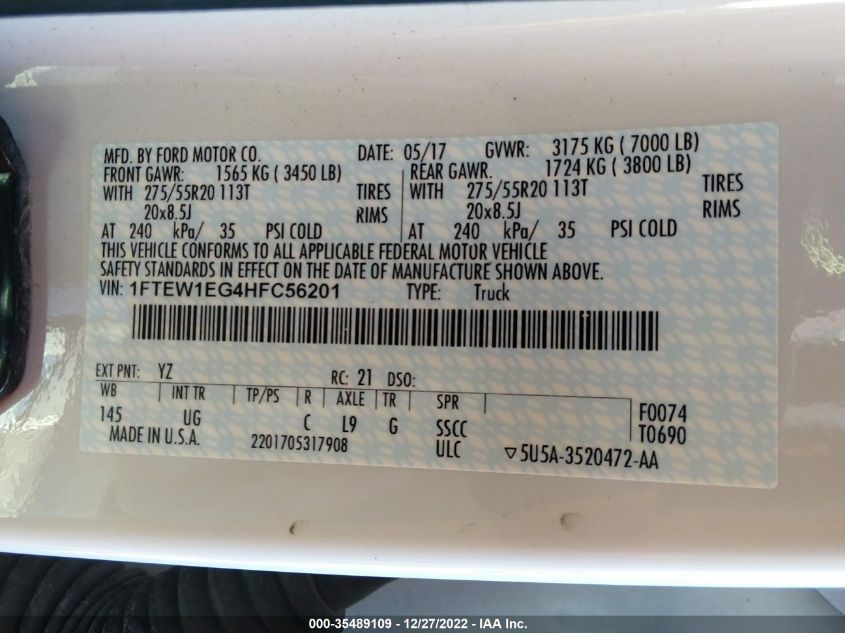 MFD. BY FORD MOTOR CO. DATE: 05/17 GVWR: 3175 KG ( 7000 LB)
FRONT GAWR: 1565 KG ( 3450 LB) REAR GAWR. 1724 KG ( 3800 LB)
WITH 275/55R20 113T TIRES WITH 275/55R20 113T TIRES
20x8.5J RIMS 20x8.5J RIMS
AT 240 kPa/ 35 PSI COLD AT 240 kPa/ 35 PSI COLD
THIS VEHICLE CONFORMS TO ALL APPLICABLE FEDERAL MOTOR VEHICLE
SAFETY STANDARDS IN EFFECT ON THE DATE OF MANUFACTURE SHOWN ABOVE.
VIN: 1FTEW1EG4HFC56201 TYPE: Truck
EXT PNT: YZ RC: 21 DSO:
WB INT TR TP/PS R AXLE TR SPR
145 UG C L9 G SSCC F0074
MADE IN U.S.A. 2201705317908 ULC T0690
▽5U5A-3520472-AA
000-35489109 - 12/27/2022 - IAA Inc.